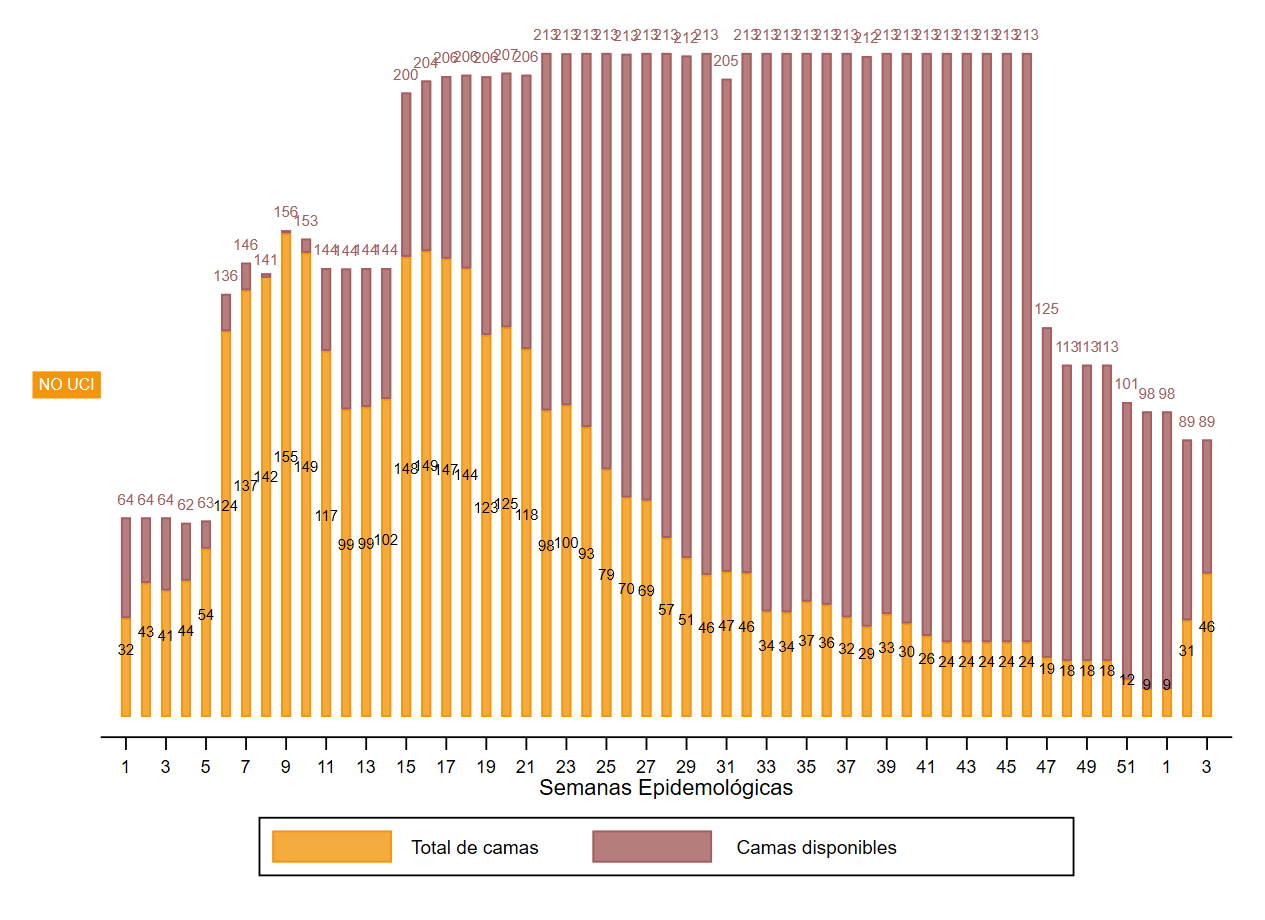 213 213 213 213 213 213 213 212 213 213 213 213 213 213 213 212 213 213 213 213 213 213 213 213
200 204 206 206 206 207 206 205
156 153
146 141 144 144 144 144
136
125
113 113 113
101 98 98
89 89
NO UCI
64 64 64 62 63
32 43 41 44 54 124 137 142 155 149 117 99 99 102 148 149 147 144 123 125 118 98 100 93 79 70 69 57 51 46 47 46 34 34 37 36 32 29 33 30 26 24 24 24 24 24 19 18 18 18 12 9 9 31 46
1 3 5 7 9 11 13 15 17 19 21 23 25 27 29 31 33 35 37 39 41 43 45 47 49 51 1 3
Semanas Epidemológicas
Total de camas Camas disponibles